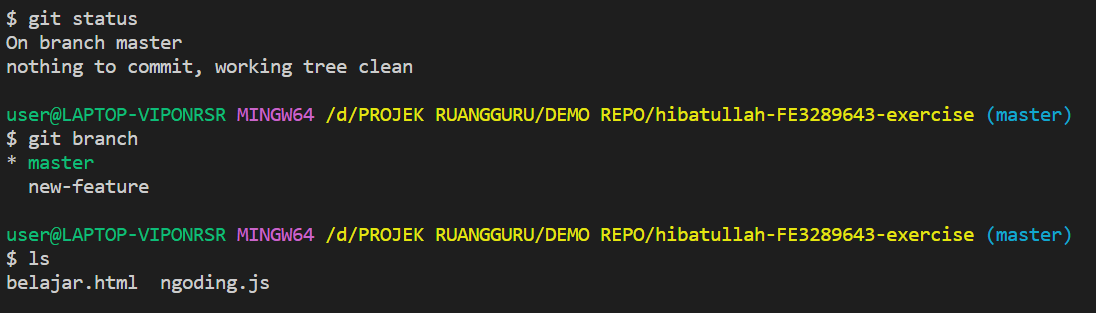 $ git status
On branch master
nothing to commit, working tree clean
user@LAPTOP-VIPONRSR MINGW64 /d/PROJEK RUANGGURU/DEMO REPO/hibatullah-FE3289643-exercise (master)
$ git branch
* master
  new-feature
user@LAPTOP-VIPONRSR MINGW64 /d/PROJEK RUANGGURU/DEMO REPO/hibatullah-FE3289643-exercise (master)
$ ls
belajar.html  ngoding.js